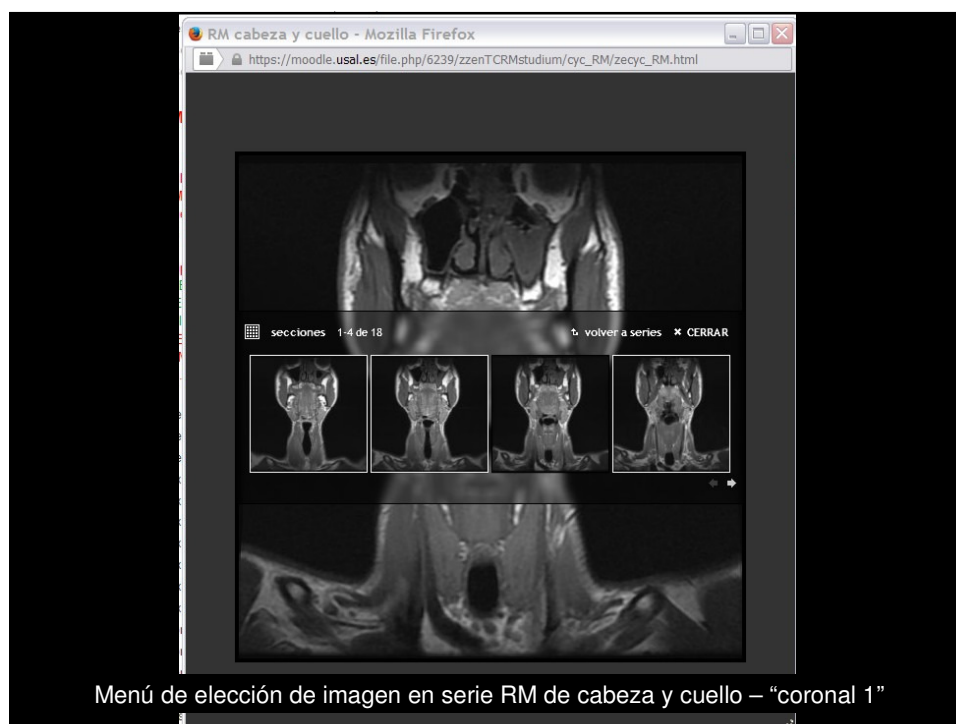 RM cabeza y cuello - Mozilla Firefox
https://moodle.usal.es/file.php/6239/zzenTCRMstudium/cyc_RM/zecyc_RM.html
secciones 1-4 de 18 volver a series × CERRAR
Menú de elección de imagen en serie RM de cabeza y cuello – “coronal 1”